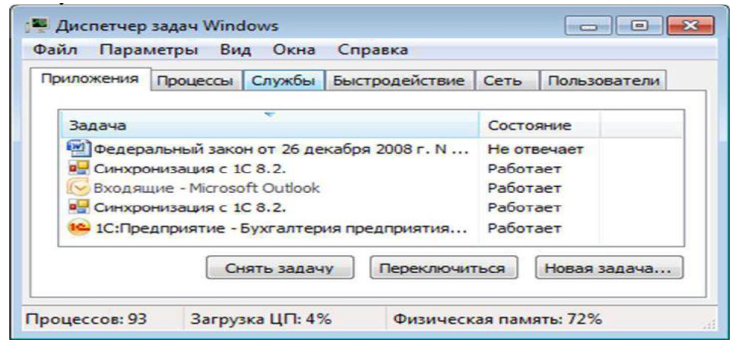 Диспетчер задач Windows
Файл Параметры Вид Окна Справка
Приложения Процессы Службы Быстродействие Сеть Пользователи
Задача Состояние
Федеральный закон от 26 декабря 2008 г. N ... Не отвечает
Синхронизация с 1С 8.2. Работает
Входящие - Microsoft Outlook Работает
Синхронизация с 1С 8.2. Работает
1С:Предприятие - Бухгалтерия предприятия... Работает
Снять задачу Переключиться Новая задача...
Процессов: 93 Загрузка ЦП: 4% Физическая память: 72%